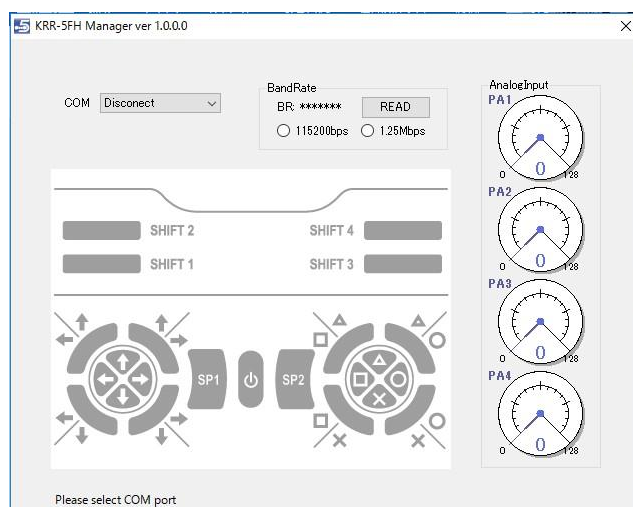 KRR-5FH Manager ver 1.0.0.0
COM Disconect
BandRate
BR: ******* READ
115200bps 1.25Mbps
AnalogInput
PA1
0
0 128
PA2
0
0 128
PA3
0
0 128
PA4
0
0 128
SHIFT 2 SHIFT 4
SHIFT 1 SHIFT 3
SP1 SP2
Please select COM port